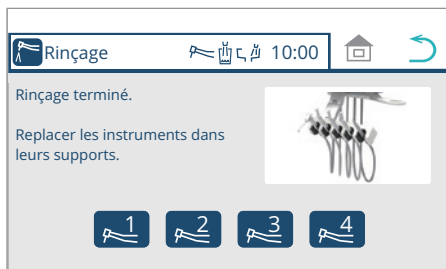 Rinçage 10:00
Rinçage terminé.
Replacer les instruments dans
leurs supports.
1 2 3 4